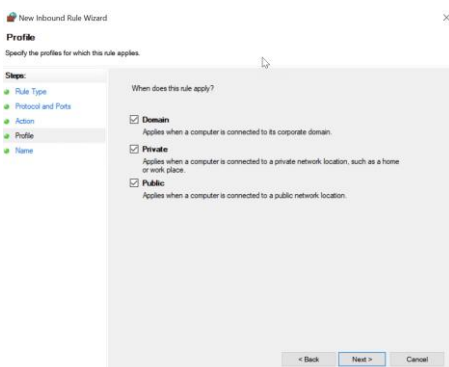 New Inbound Rule Wizard
Profile
Specify the profiles for which this rule applies.
Steps:
Rule Type
Protocol and Ports
Action
Profile
Name
When does this rule apply?
Domain
Applies when a computer is connected to its corporate domain.
Private
Applies when a computer is connected to a private network location, such as a home
or work place.
Public
Applies when a computer is connected to a public network location.
< Back
Next >
Cancel